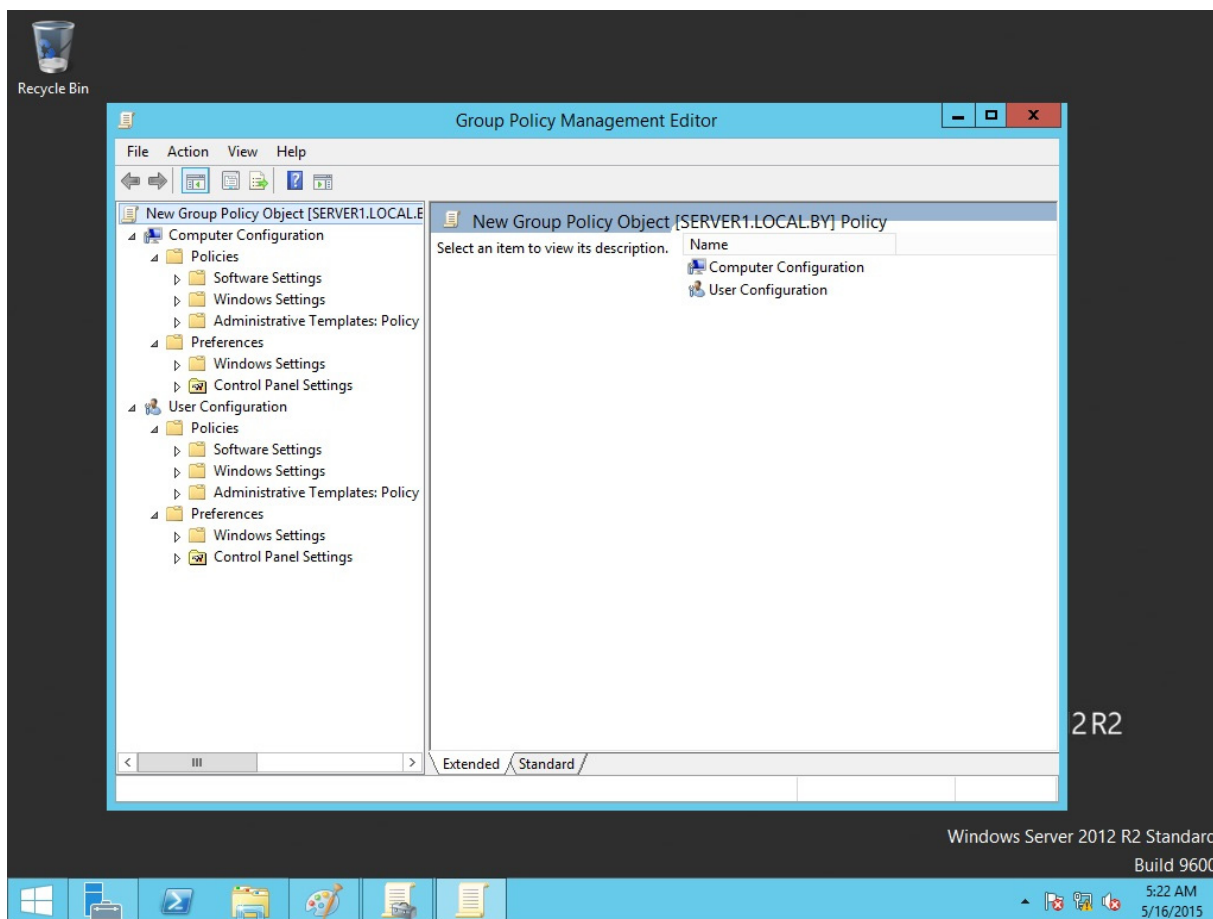 Recycle Bin
Group Policy Management Editor
File Action View Help
New Group Policy Object [SERVER1.LOCAL.B
Computer Configuration
Policies
Software Settings
Windows Settings
Administrative Templates: Policy
Preferences
Windows Settings
Control Panel Settings
User Configuration
Policies
Software Settings
Windows Settings
Administrative Templates: Policy
Preferences
Windows Settings
Control Panel Settings
New Group Policy Object [SERVER1.LOCAL.BY] Policy
Select an item to view its description.
Name
Computer Configuration
User Configuration
Extended Standard
2 R2
Windows Server 2012 R2 Standard
Build 9600
5:22 AM
5/16/2015